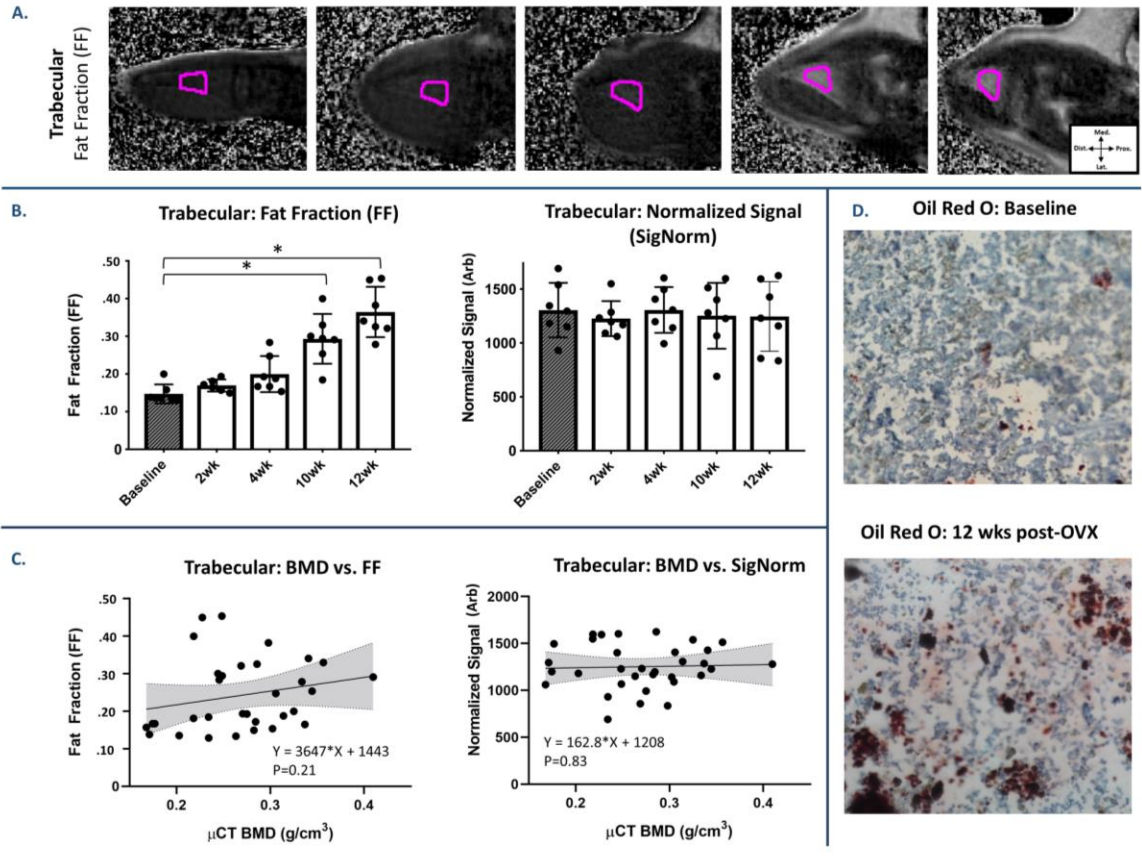 A.
Trabecular
Fat Fraction (FF)
Med.
Dist. Prox.
Lat.
B.
Trabecular: Fat Fraction (FF)
Fat Fraction (FF)
*
*
.50
.40
.30
.20
.10
0
Baseline
2wk
4wk
10wk
12wk
Trabecular: Normalized Signal
(SigNorm)
Normalized Signal (Arb)
1500
1000
500
0
Baseline
2wk
4wk
10wk
12wk
C.
Trabecular: BMD vs. FF
Fat Fraction (FF)
.50
.40
.30
.20
.10
0
Y = 3647*X + 1443
P=0.21
0.2 0.3 0.4
μCT BMD (g/cm³)
Trabecular: BMD vs. SigNorm
Normalized Signal (Arb)
2000
1500
1000
500
0
Y = 162.8*X + 1208
P=0.83
0.2 0.3 0.4
μCT BMD (g/cm³)
D.
Oil Red O: Baseline
Oil Red O: 12 wks post-OVX